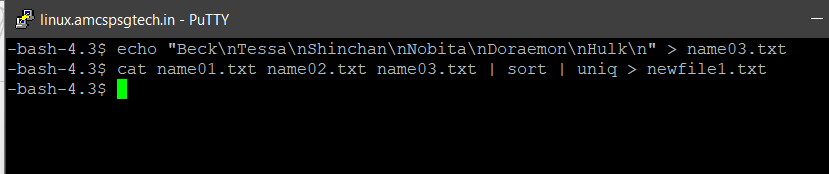 linux.amcspsgtech.in - PuTTY
-bash-4.3$ echo "Beck\nTessa\nShinchan\nNobita\nDoraemon\nHulk\n" > name03.txt
-bash-4.3$ cat name01.txt name02.txt name03.txt | sort | uniq > newfile1.txt
-bash-4.3$